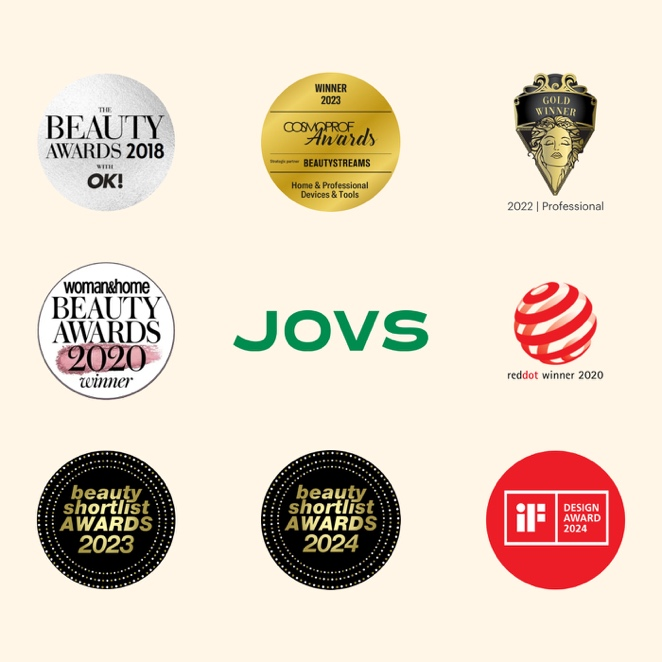 THE
BEAUTY
AWARDS 2018
WITH
OK!
WINNER
2023
COSMOPROF
Awards
Strategic partner BEAUTYSTREAMS
Home & Professional
Devices & Tools
GOLD
WINNER
2022 | Professional
woman&home
BEAUTY
AWARDS
2020
winner
JOVS
reddot winner 2020
beauty
shortlist
AWARDS
2023
beauty
shortlist
AWARDS
2024
iF
DESIGN
AWARD
2024